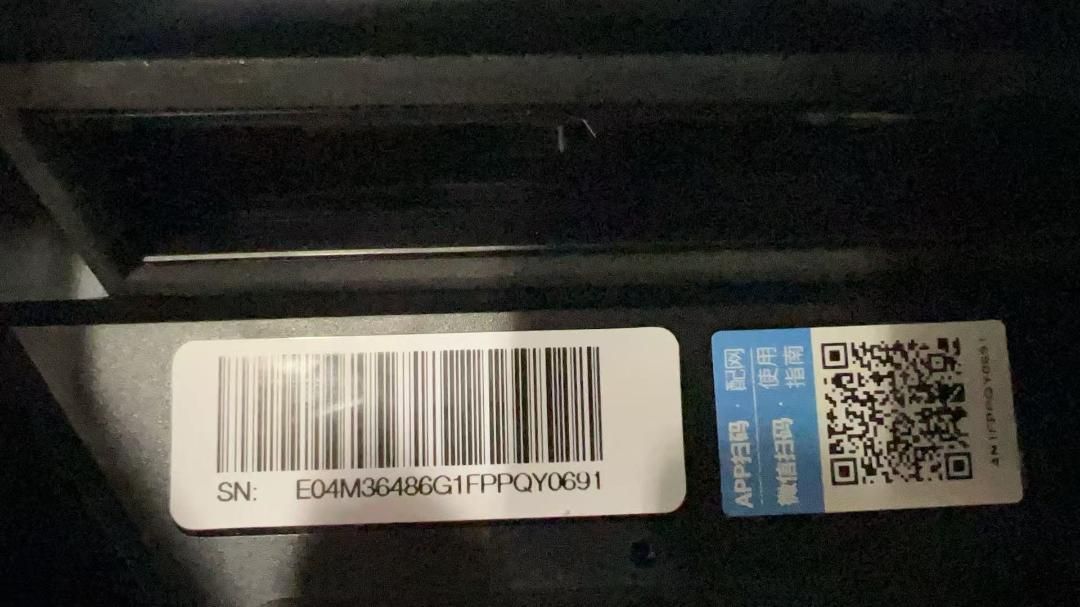 SN: E04M36486G1FPPQY0691
APP扫码 · 配网
微信扫码 · 使用指南